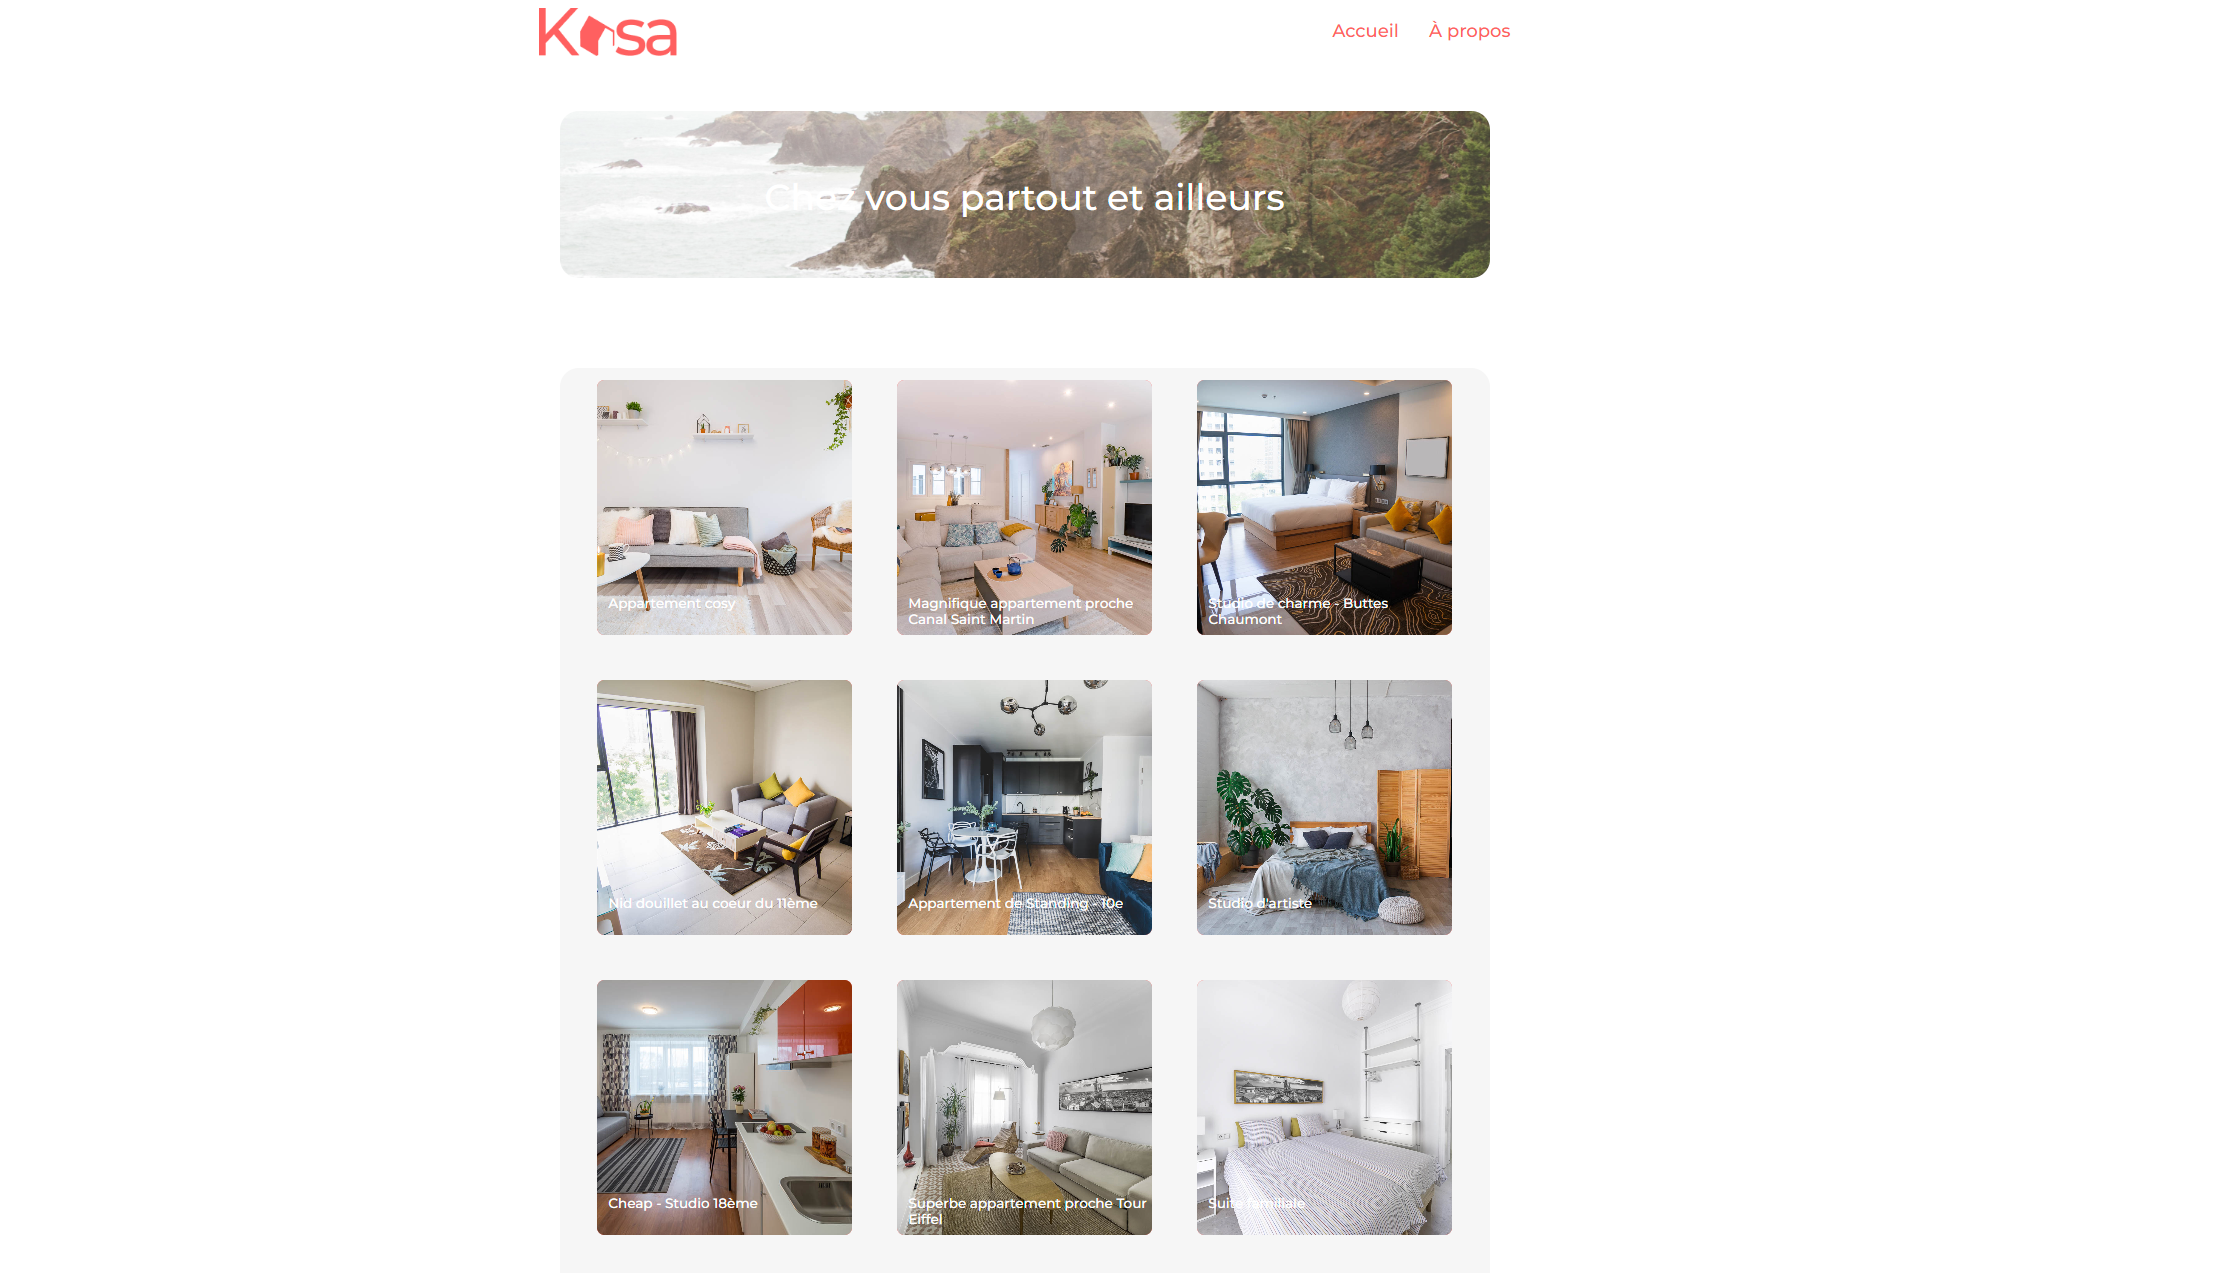 Kasa
Accueil
À propos
Chez vous partout et ailleurs
Appartement cosy
Magnifique appartement proche
Canal Saint Martin
Studio de charme - Buttes
Chaumont
Nid douillet au coeur du 11ème
Appartement de Standing - 10e
Studio d'artiste
Cheap - Studio 18ème
Superbe appartement proche Tour
Eiffel
Suite familiale